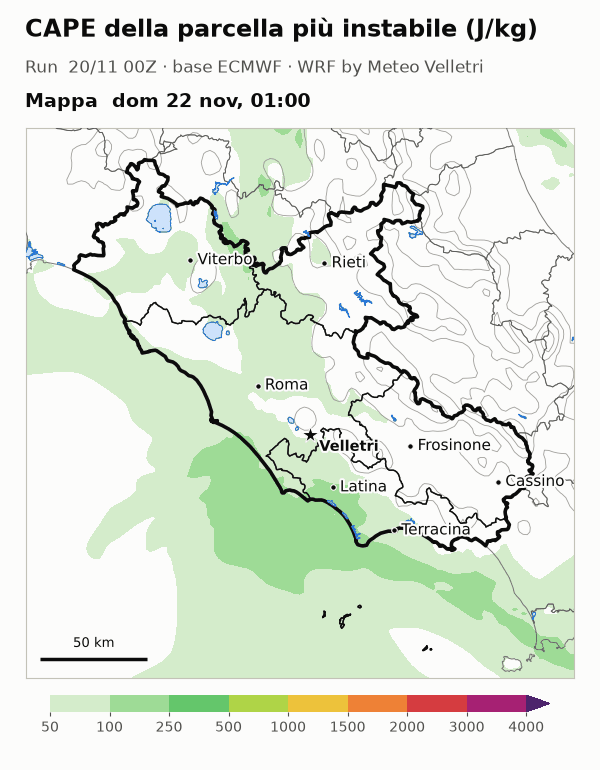 CAPE della parcella più instabile (J/kg)
Run  20/11 00Z · base ECMWF · WRF by Meteo Velletri
Mappa  dom 22 nov, 01:00
Viterbo
Rieti
Roma
Velletri
Frosinone
Cassino
Latina
Terracina
50 km
50 100 250 500 1000 1500 2000 3000 4000